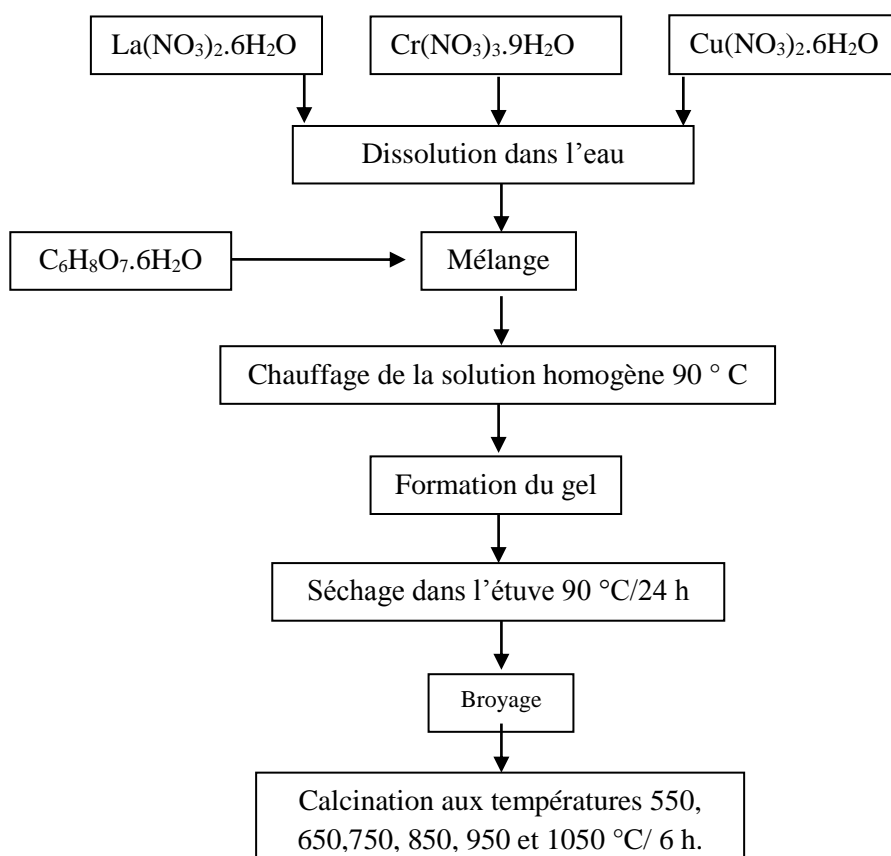 La(NO₃)₂.6H₂O
Cr(NO₃)₃.9H₂O
Cu(NO₃)₂.6H₂O
Dissolution dans l’eau
C₆H₈O₇.6H₂O
Mélange
Chauffage de la solution homogène 90 ° C
Formation du gel
Séchage dans l’étuve 90 °C/24 h
Broyage
Calcination aux températures 550,
650,750, 850, 950 et 1050 °C/ 6 h.